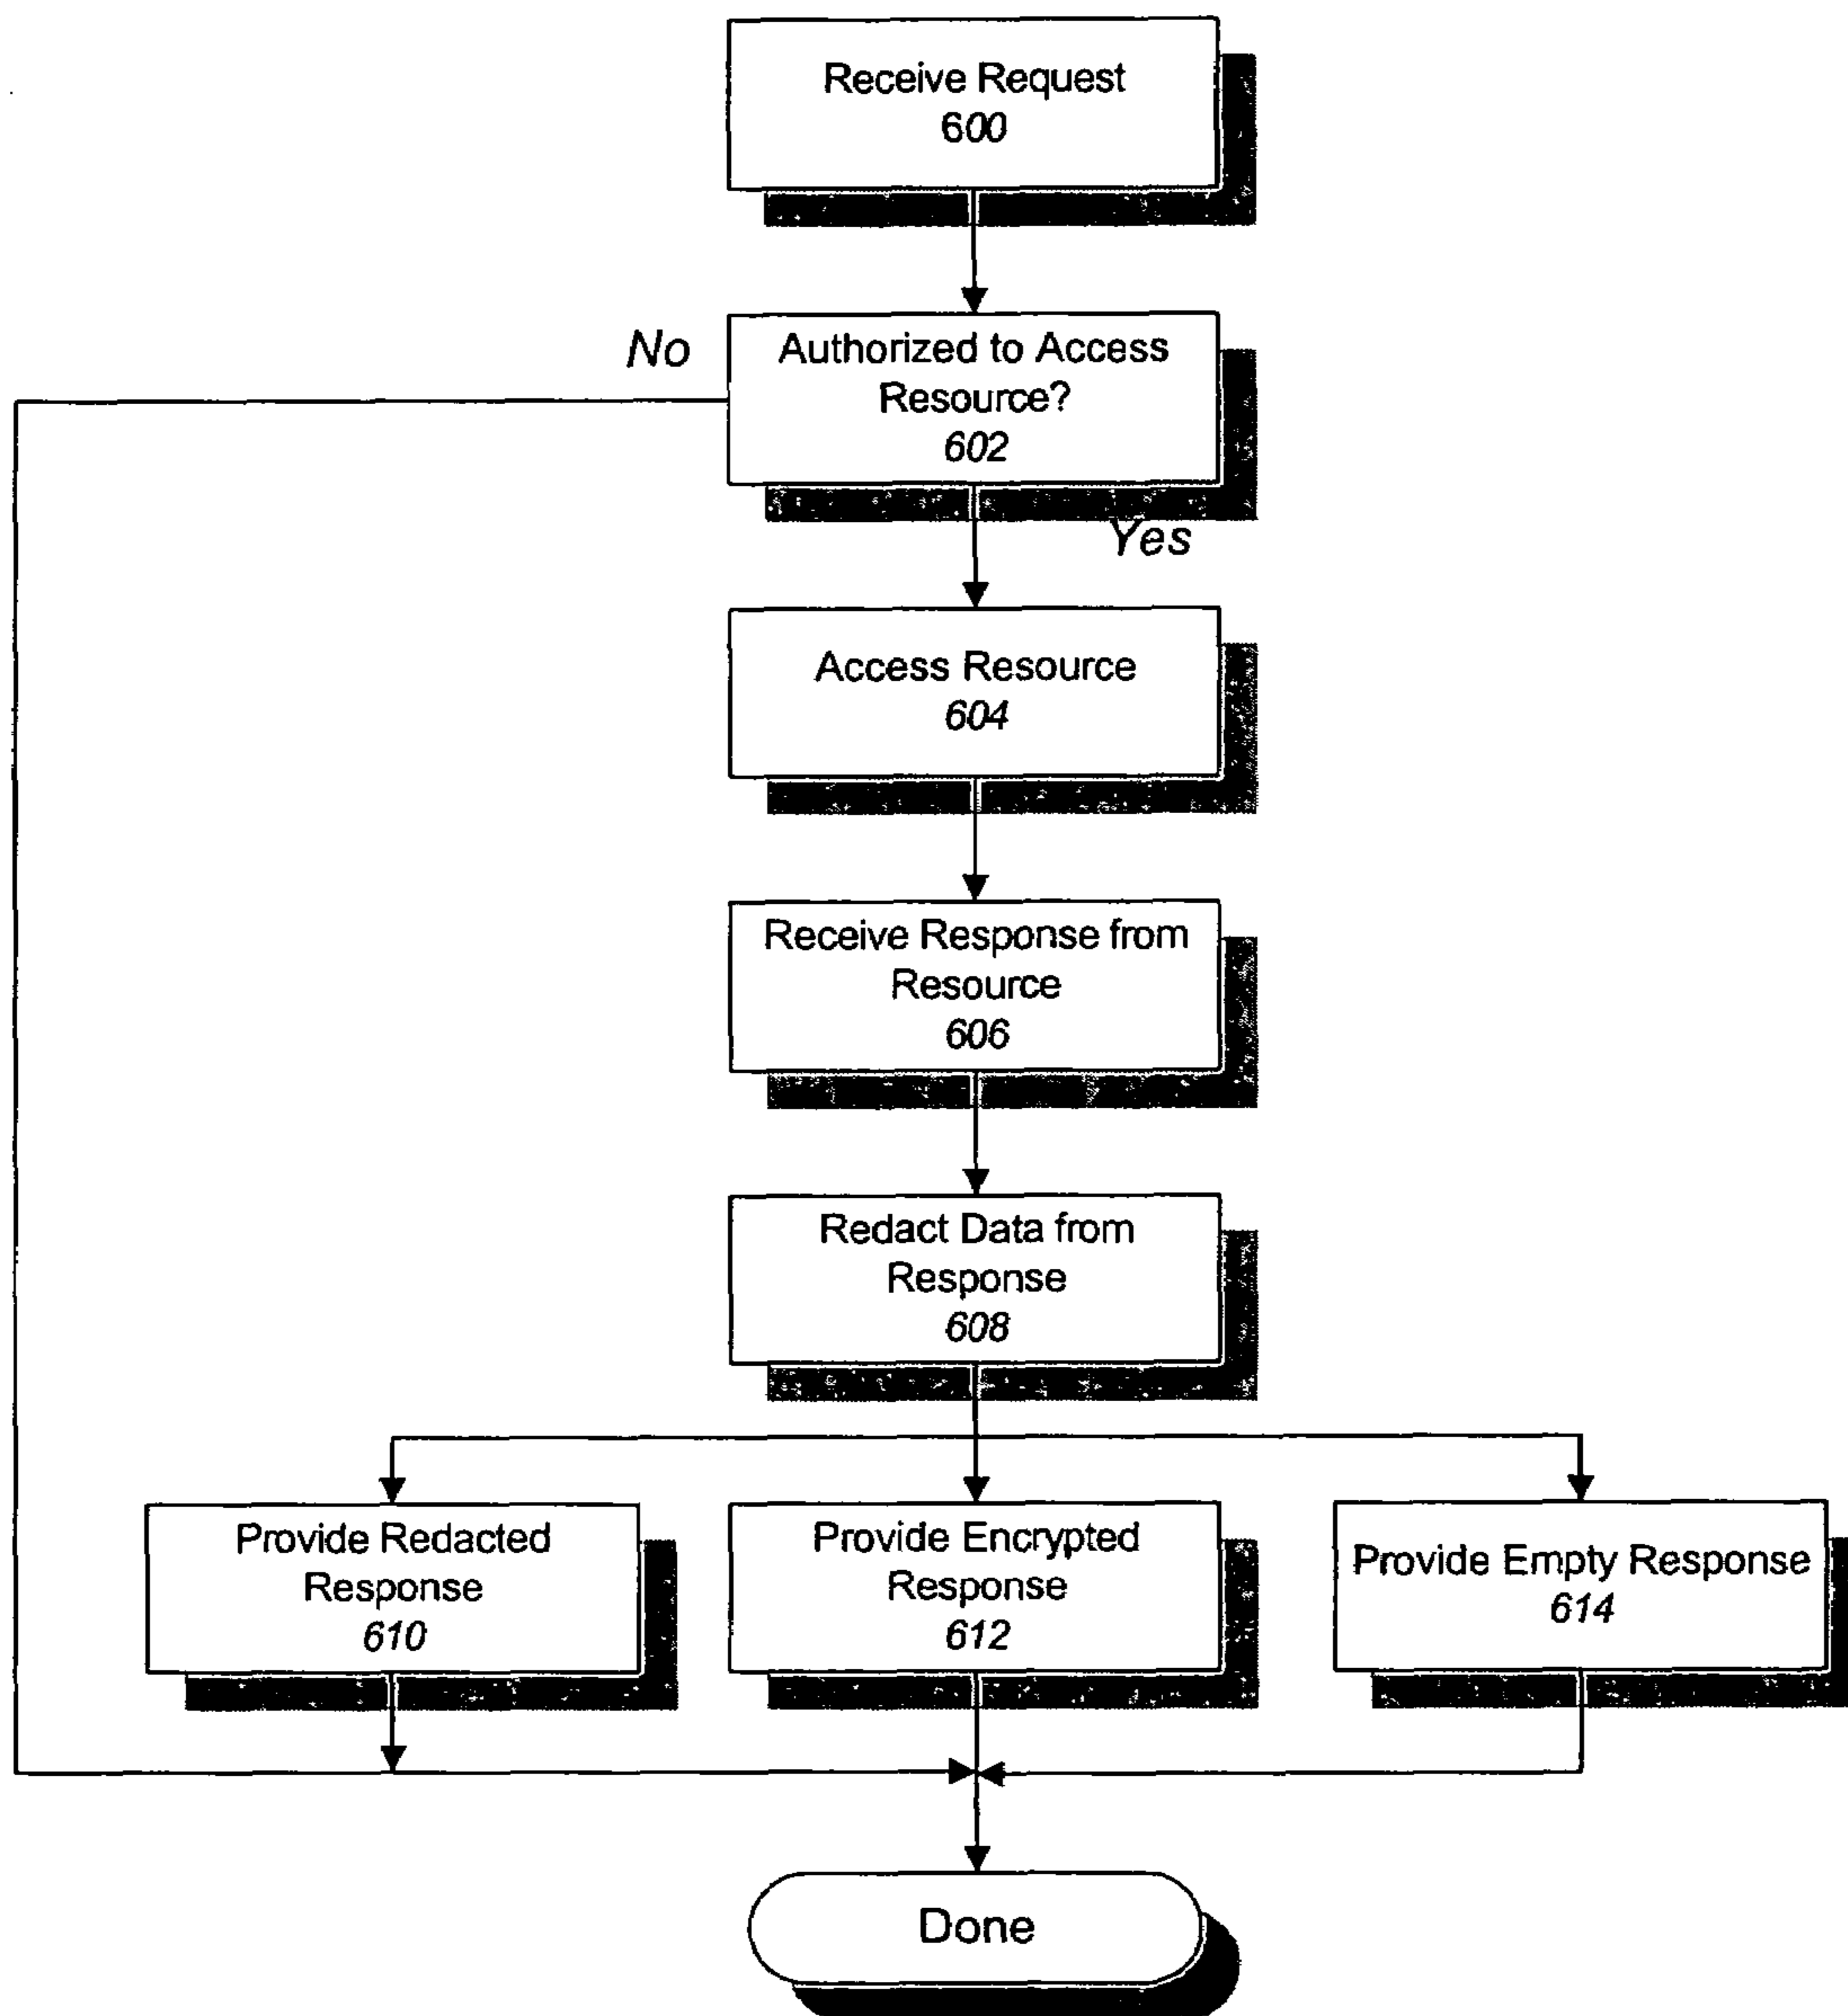 Receive Request
600
No
Authorized to Access
Resource?
602
Yes
Access Resource
604
Receive Response from
Resource
606
Redact Data from
Response
608
Provide Redacted
Response
610
Provide Encrypted
Response
612
Provide Empty Response
614
Done